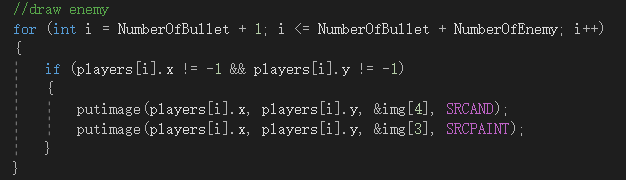 //draw enemy
for (int i = NumberOfBullet + 1; i <= NumberOfBullet + NumberOfEnemy; i++)
{
if (players[i].x != -1 && players[i].y != -1)
{
putimage(players[i].x, players[i].y, &img[4], SRCAND);
putimage(players[i].x, players[i].y, &img[3], SRCPAINT);
}
}